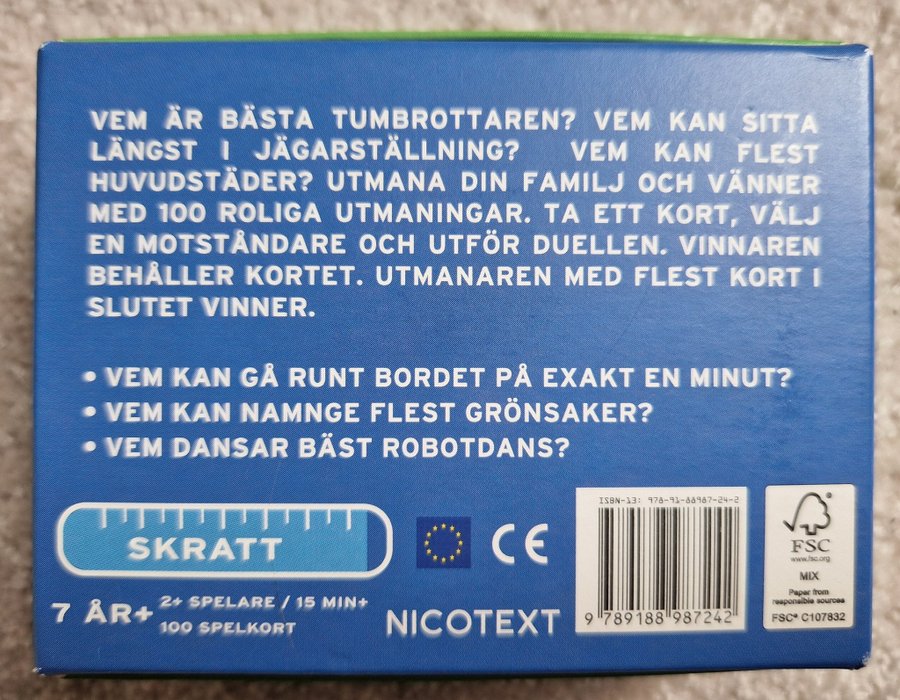 VEM ÄR BÄSTA TUMBROTTAREN? VEM KAN SITTA
LÄNGST I JÄGARSTÄLLNING? VEM KAN FLEST
HUVUDSTÄDER? UTMANA DIN FAMILJ OCH VÄNNER
MED 100 ROLIGA UTMANINGAR. TA ETT KORT, VÄLJ
EN MOTSTÅNDARE OCH UTFÖR DUELLEN. VINNAREN
BEHÅLLER KORTET. UTMANAREN MED FLEST KORT I
SLUTET VINNER.
• VEM KAN GÅ RUNT BORDET PÅ EXAKT EN MINUT?
• VEM KAN NAMNGE FLEST GRÖNSAKER?
• VEM DANSAR BÄST ROBOTDANS?
SKRATT
7 ÅR+
2+ SPELARE / 15 MIN+
100 SPELKORT
CE
NICOTEXT
ISBN-13: 978-91-88987-24-2
9 789188 987242
FSC
www.fsc.org
MIX
Paper from
responsible sources
FSC® C107832